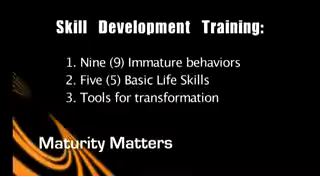 Skill Development Training:
1. Nine (9) Immature behaviors
2. Five (5) Basic Life Skills
3. Tools for transformation
Maturity Matters